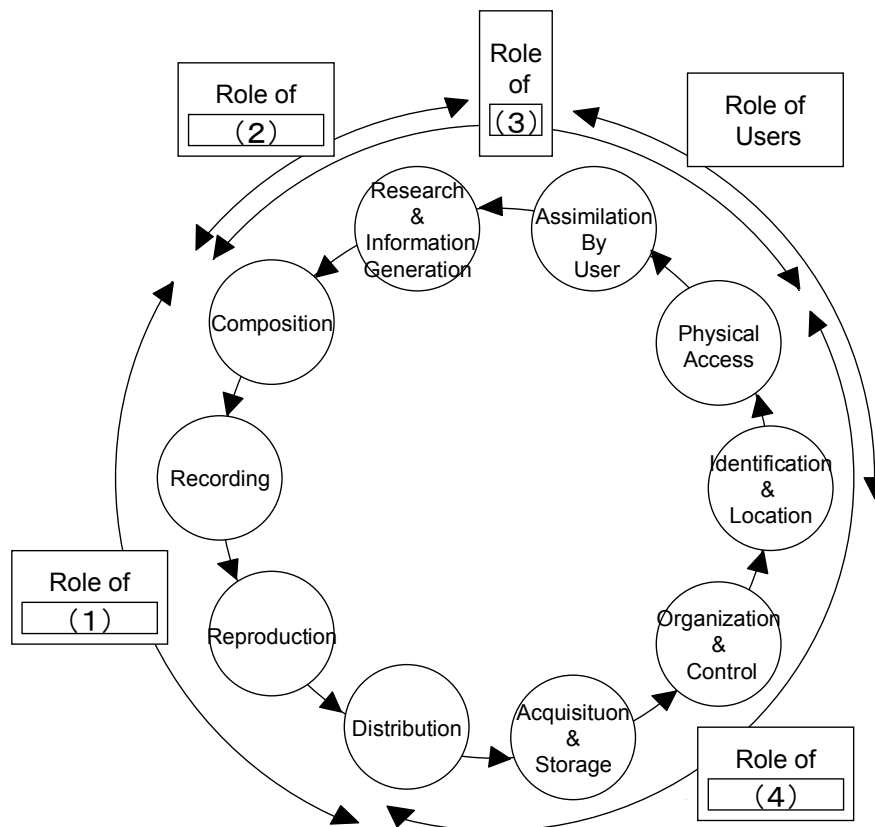 Role of
(2)
Role
of
(3)
Role of
Users
Research
&
Information
Generation
Assimilation
By
User
Composition
Physical
Access
Recording
Identification
&
Location
Role of
(1)
Reproduction
Organization
&
Control
Distribution
Acquisituon
&
Storage
Role of
(4)